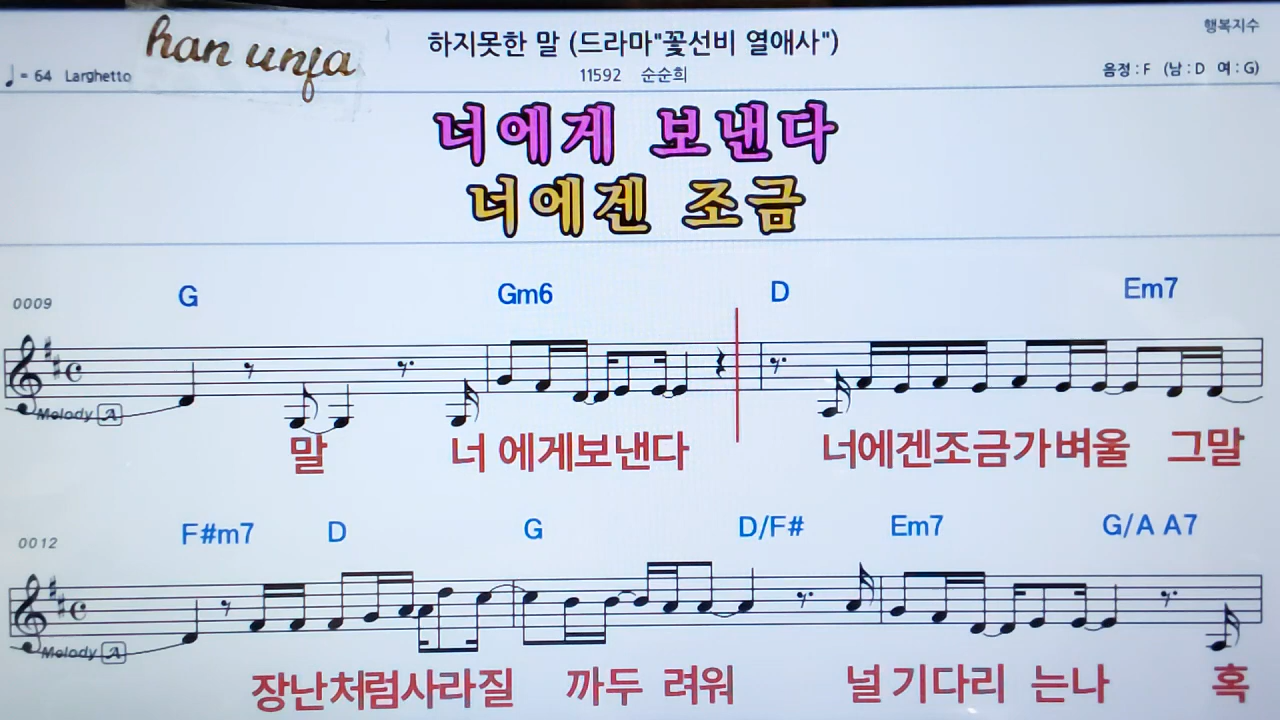 han unja
하지못한 말 (드라마"꽃선비 열애사")
행복지수
♩= 64 Larghetto
11592 순순희
음정 : F (남 : D 여 : G)
너에게 보낸다
너에겐 조금
0009 G Gm6 D Em7
Melody A
말 너 에게보낸다 너에겐조금가벼울 그말
0012 F#m7 D G D/F# Em7 G/A A7
Melody A
장난처럼사라질 까두 려워 널기다리 는나 혹